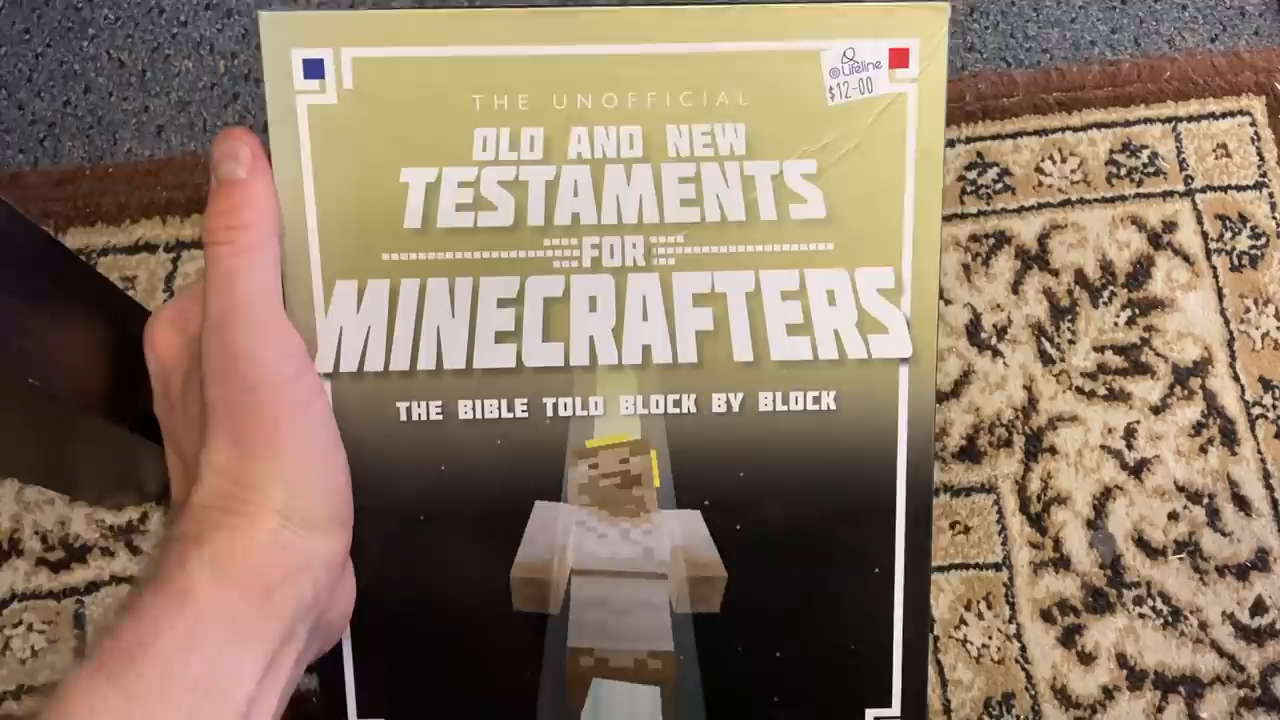 Lifeline
$12-00
THE UNOFFICIAL
OLD AND NEW
TESTAMENTS
FOR
MINECRAFTERS
THE BIBLE TOLD BLOCK BY BLOCK